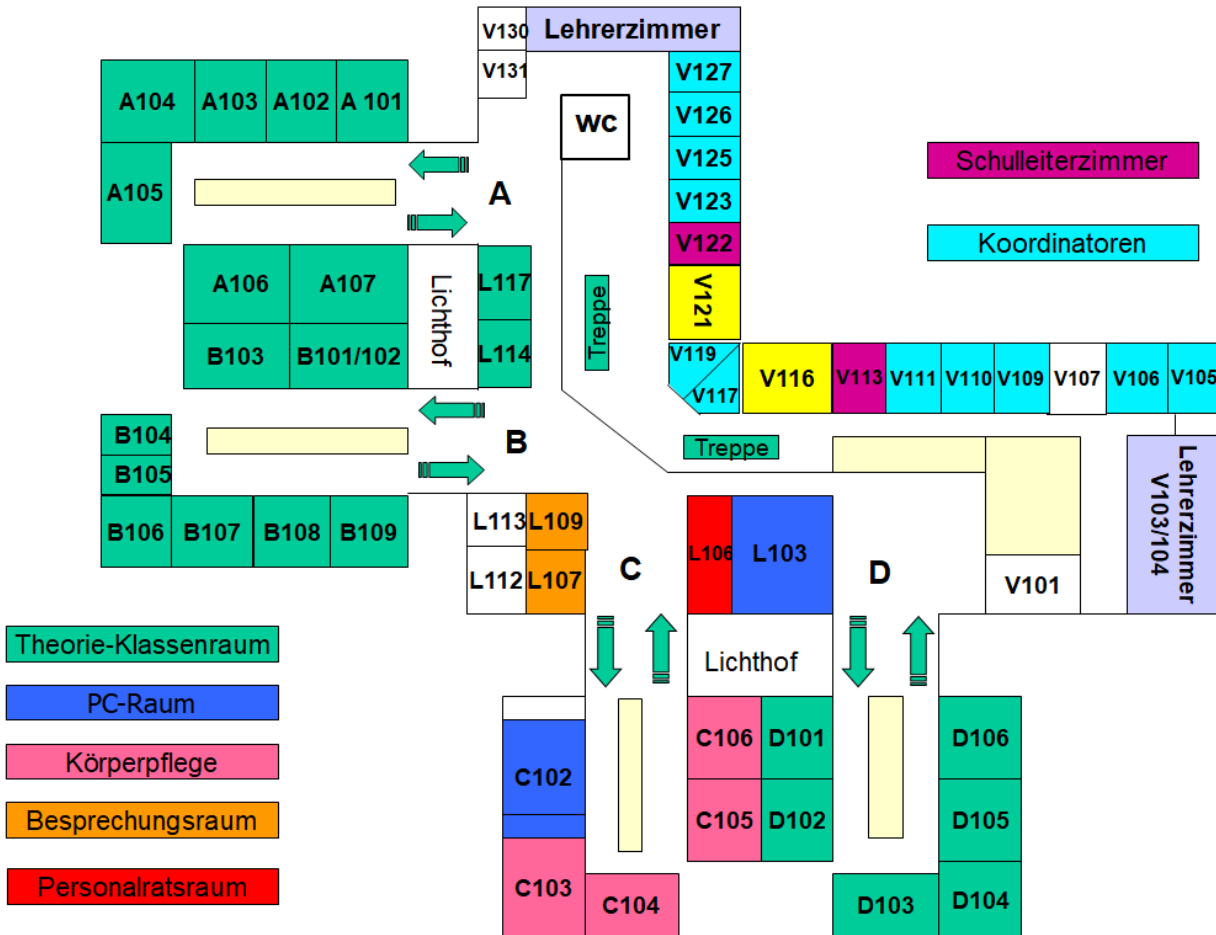 V130
Lehrerzimmer
V131
V127
A104
A103
A102
A 101
V126
WC
V125
Schulleiterzimmer
A105
A
V123
V122
Koordinatoren
A106
A107
Lichthof
L117
Treppe
V121
B103
B101/102
L114
V119
V117
V116
V113
V111
V110
V109
V107
V106
V105
B104
B
Treppe
B105
Lehrerzimmer
V103/104
B106
B107
B108
B109
L113
L109
L106
L103
C
D
L112
L107
V101
Theorie-Klassenraum
Lichthof
PC-Raum
C106
D101
D106
Körperpflege
C102
Besprechungsraum
C105
D102
D105
Personalratsraum
C103
C104
D103
D104